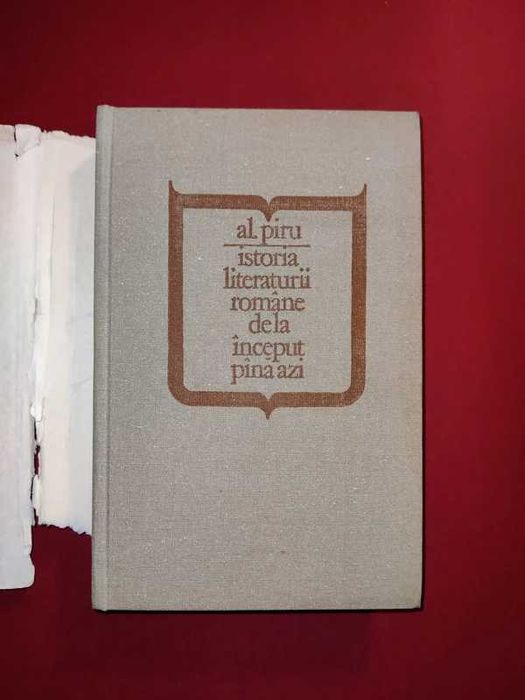 al. piru
istoria
literaturii
române
de la
început
pînă azi